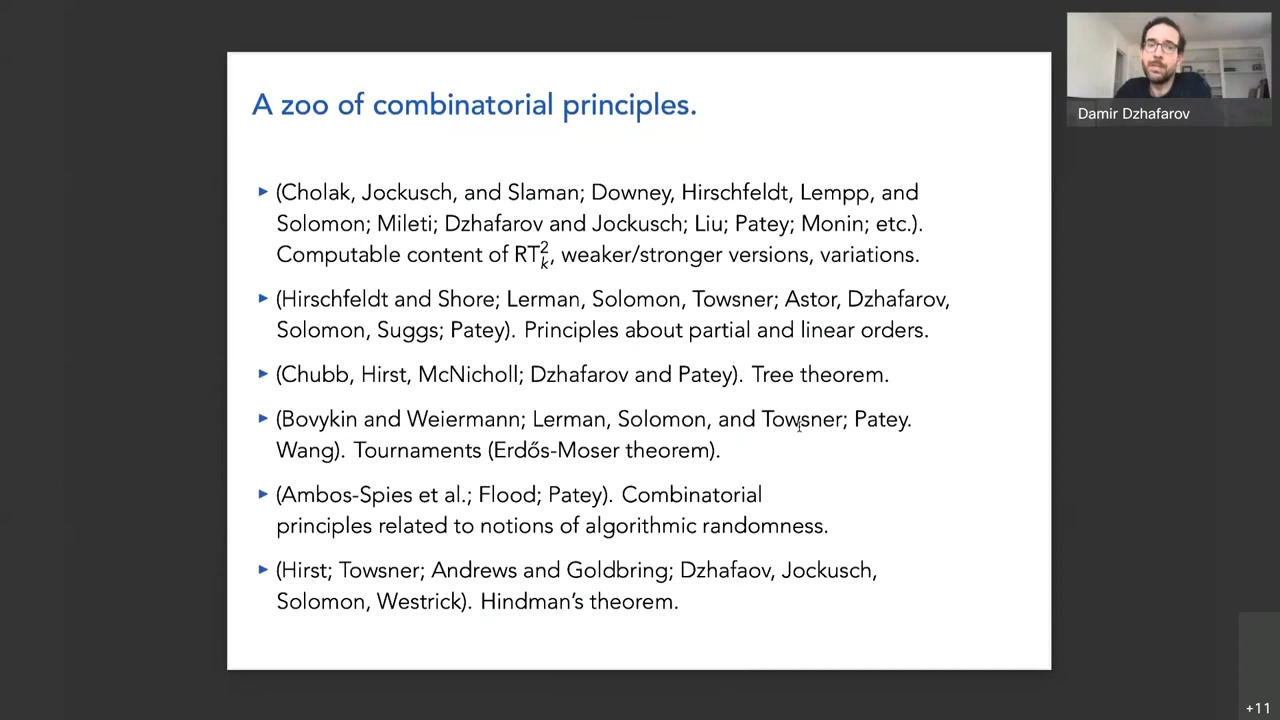 A zoo of combinatorial principles.
▶ (Cholak, Jockusch, and Slaman; Downey, Hirschfeldt, Lempp, and
Solomon; Mileti; Dzhafarov and Jockusch; Liu; Patey; Monin; etc.).
Computable content of RT²ₖ, weaker/stronger versions, variations.
▶ (Hirschfeldt and Shore; Lerman, Solomon, Towsner; Astor, Dzhafarov,
Solomon, Suggs; Patey). Principles about partial and linear orders.
▶ (Chubb, Hirst, McNicholl; Dzhafarov and Patey). Tree theorem.
▶ (Bovykin and Weiermann; Lerman, Solomon, and Towsner; Patey.
Wang). Tournaments (Erdős-Moser theorem).
▶ (Ambos-Spies et al.; Flood; Patey). Combinatorial
principles related to notions of algorithmic randomness.
▶ (Hirst; Towsner; Andrews and Goldbring; Dzhafaov, Jockusch,
Solomon, Westrick). Hindman’s theorem.
Damir Dzhafarov
+11